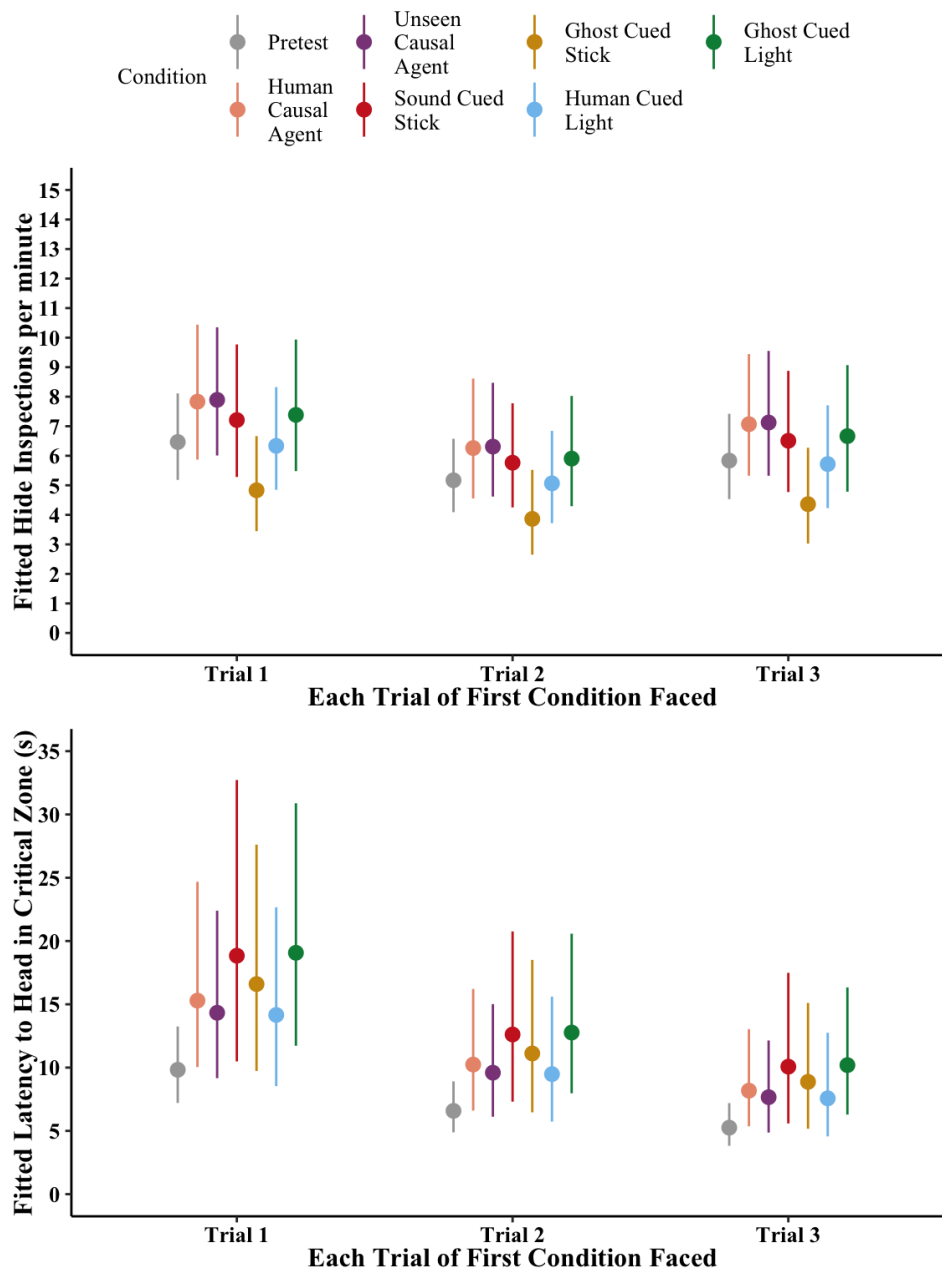 Condition
Pretest
Human
Causal
Agent
Unseen
Causal
Agent
Sound Cued
Stick
Ghost Cued
Stick
Human Cued
Light
Ghost Cued
Light
Fitted Hide Inspections per minute
15
14
13
12
11
10
9
8
7
6
5
4
3
2
1
0
Trial 1 Trial 2 Trial 3
Each Trial of First Condition Faced
Fitted Latency to Head in Critical Zone (s)
35
30
25
20
15
10
5
0
Trial 1 Trial 2 Trial 3
Each Trial of First Condition Faced